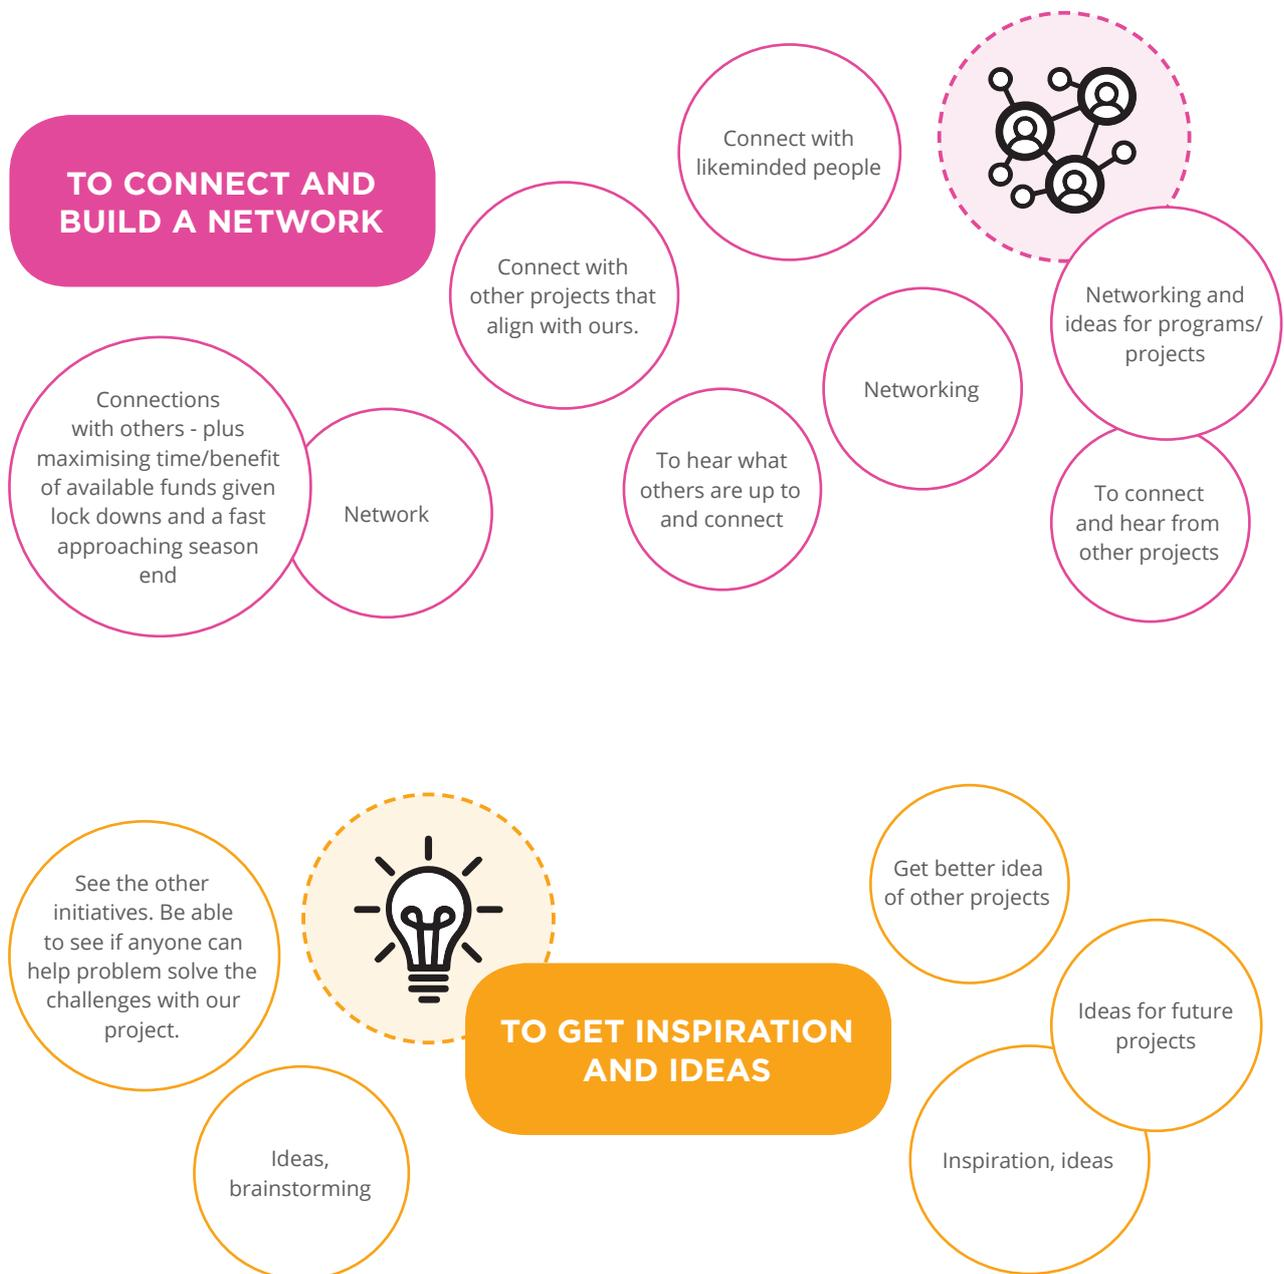 TO CONNECT AND
BUILD A NETWORK
Connect with
likeminded people
Connect with
other projects that
align with ours.
Networking and
ideas for programs/
projects
Networking
Connections
with others - plus
maximising time/benefit
of available funds given
lock downs and a fast
approaching season
end
Network
To hear what
others are up to
and connect
To connect
and hear from
other projects
See the other
initiatives. Be able
to see if anyone can
help problem solve the
challenges with our
project.
Get better idea
of other projects
TO GET INSPIRATION
AND IDEAS
Ideas for future
projects
Ideas,
brainstorming
Inspiration, ideas